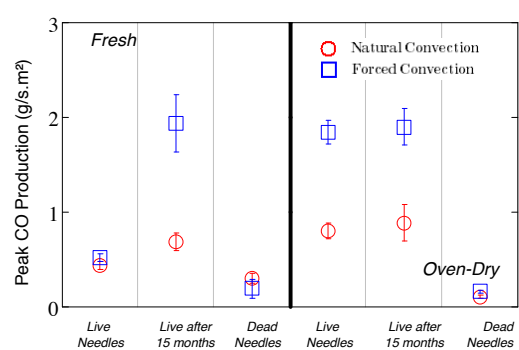 Peak CO Production (g/s.m²)
3
2
1
0
Fresh
Natural Convection
Forced Convection
Oven-Dry
Live
Needles
Live after
15 months
Dead
Needles
Live
Needles
Live after
15 months
Dead
Needles